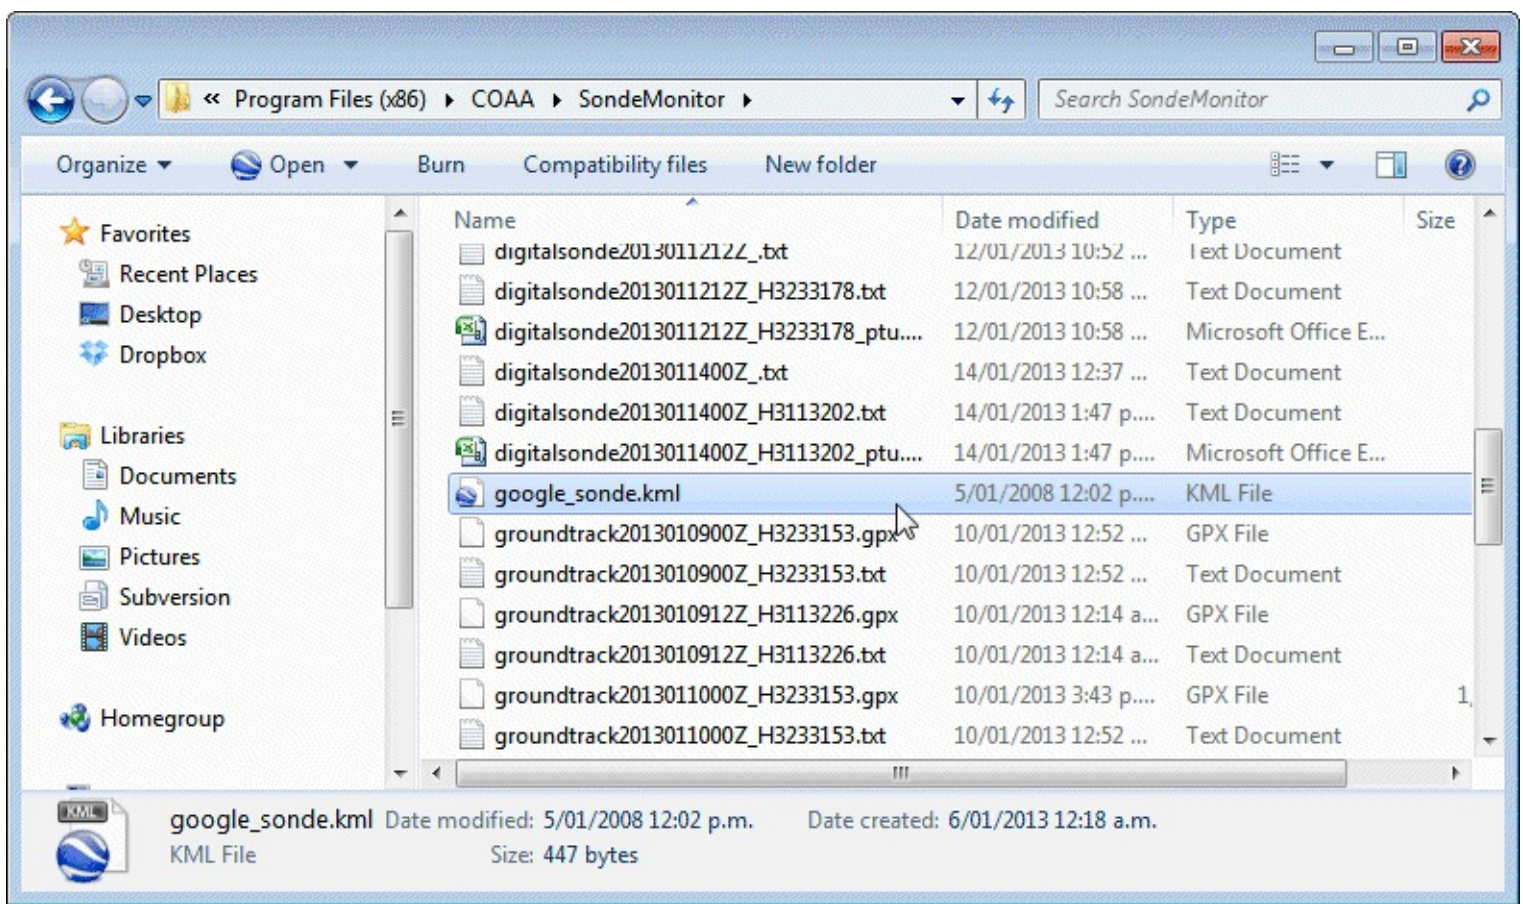 « Program Files (x86) ▸ COAA ▸ SondeMonitor ▸ Search SondeMonitor
Organize Open Burn Compatibility files New folder
Favorites
Recent Places
Desktop
Dropbox
Libraries
Documents
Music
Pictures
Subversion
Videos
Homegroup
Name Date modified Type Size
digitalsonde2013011212Z_.txt 12/01/2013 10:52 ... Text Document
digitalsonde2013011212Z_H3233178.txt 12/01/2013 10:58 ... Text Document
digitalsonde2013011212Z_H3233178_ptu.... 12/01/2013 10:58 ... Microsoft Office E...
digitalsonde2013011400Z_.txt 14/01/2013 12:37 ... Text Document
digitalsonde2013011400Z_H3113202.txt 14/01/2013 1:47 p.... Text Document
digitalsonde2013011400Z_H3113202_ptu.... 14/01/2013 1:47 p.... Microsoft Office E...
google_sonde.kml 5/01/2008 12:02 p.... KML File
groundtrack2013010900Z_H3233153.gpx 10/01/2013 12:52 ... GPX File
groundtrack2013010900Z_H3233153.txt 10/01/2013 12:52 ... Text Document
groundtrack2013010912Z_H3113226.gpx 10/01/2013 12:14 a... GPX File
groundtrack2013010912Z_H3113226.txt 10/01/2013 12:14 a... Text Document
groundtrack2013011000Z_H3233153.gpx 10/01/2013 3:43 p.... GPX File 1,
groundtrack2013011000Z_H3233153.txt 10/01/2013 12:52 ... Text Document
KML
google_sonde.kml Date modified: 5/01/2008 12:02 p.m. Date created: 6/01/2013 12:18 a.m.
KML File Size: 447 bytes